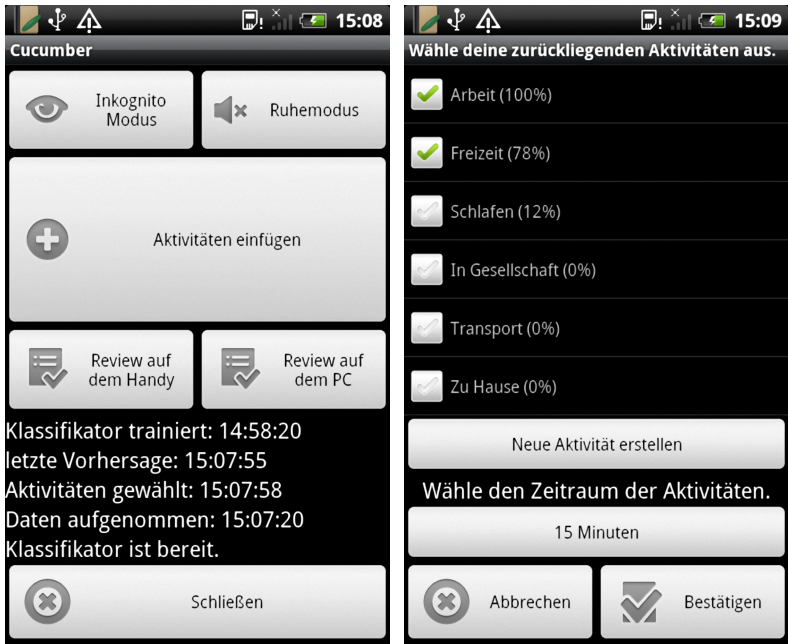 15:08
Cucumber
Inkognito
Modus
Ruhemodus
Aktivitäten einfügen
Review auf
dem Handy
Review auf
dem PC
Klassifikator trainiert: 14:58:20
letzte Vorhersage: 15:07:55
Aktivitäten gewählt: 15:07:58
Daten aufgenommen: 15:07:20
Klassifikator ist bereit.
Schließen
15:09
Wähle deine zurückliegenden Aktivitäten aus.
Arbeit (100%)
Freizeit (78%)
Schlafen (12%)
In Gesellschaft (0%)
Transport (0%)
Zu Hause (0%)
Neue Aktivität erstellen
Wähle den Zeitraum der Aktivitäten.
15 Minuten
Abbrechen
Bestätigen